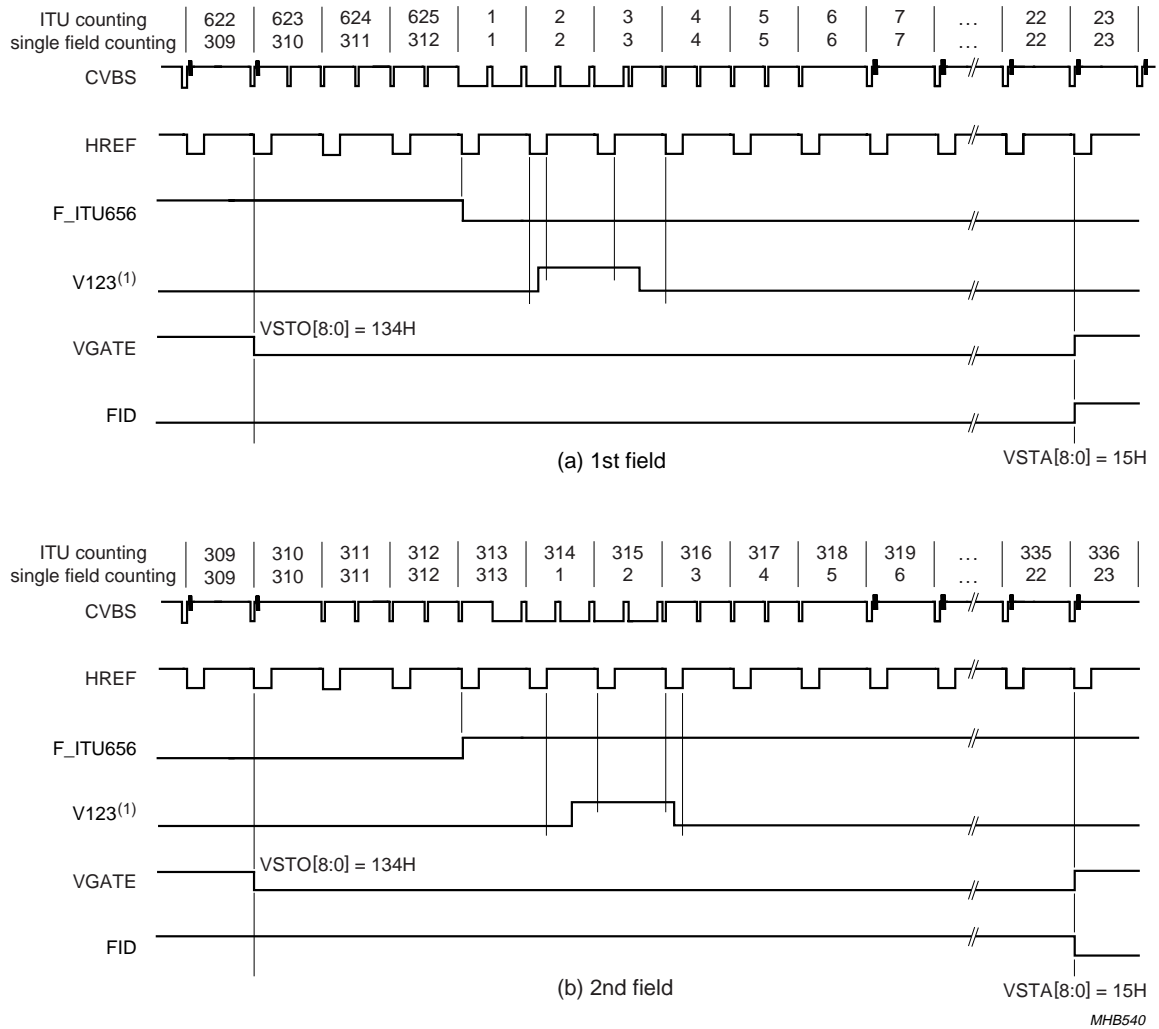 ITU counting 622 623 624 625 1 2 3 4 5 6 7 ... 22 23
single field counting 309 310 311 312 1 2 3 4 5 6 7 ... 22 23
CVBS
HREF
F_ITU656
V123(1)
VSTO[8:0] = 134H
VGATE
FID
(a) 1st field
VSTA[8:0] = 15H
ITU counting 309 310 311 312 313 314 315 316 317 318 319 ... 335 336
single field counting 309 310 311 312 313 1 2 3 4 5 6 ... 22 23
CVBS
HREF
F_ITU656
V123(1)
VSTO[8:0] = 134H
VGATE
FID
(b) 2nd field
VSTA[8:0] = 15H
MHB540